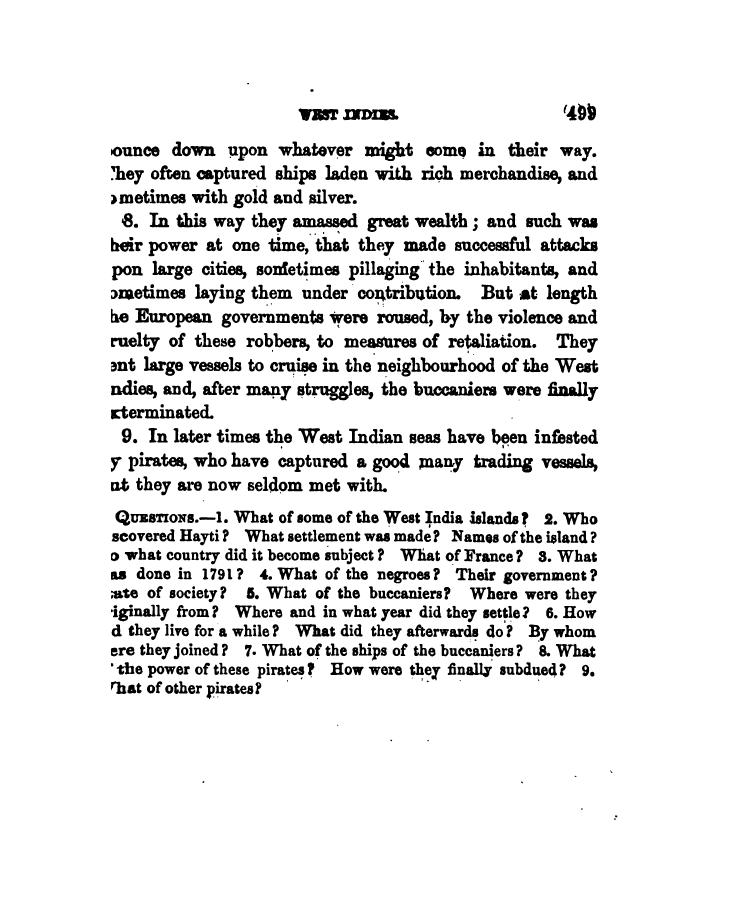 WEST INDIES. 499
ounce down upon whatever might come in their way.
hey often captured ships laden with rich merchandise, and
ometimes with gold and silver.
8. In this way they amassed great wealth; and such was
heir power at one time, that they made successful attacks
pon large cities, sometimes pillaging the inhabitants, and
ometimes laying them under contribution. But at length
he European governments were roused, by the violence and
ruelty of these robbers, to measures of retaliation. They
ent large vessels to cruise in the neighbourhood of the West
ndies, and, after many struggles, the buccaniers were finally
xterminated.
9. In later times the West Indian seas have been infested
y pirates, who have captured a good many trading vessels,
ut they are now seldom met with.
QUESTIONS.—1. What of some of the West India islands? 2. Who
scovered Hayti? What settlement was made? Names of the island?
o what country did it become subject? What of France? 3. What
as done in 1791? 4. What of the negroes? Their government?
ate of society? 5. What of the buccaniers? Where were they
iginally from? Where and in what year did they settle? 6. How
d they live for a while? What did they afterwards do? By whom
ere they joined? 7. What of the ships of the buccaniers? 8. What
the power of these pirates? How were they finally subdued? 9.
hat of other pirates?